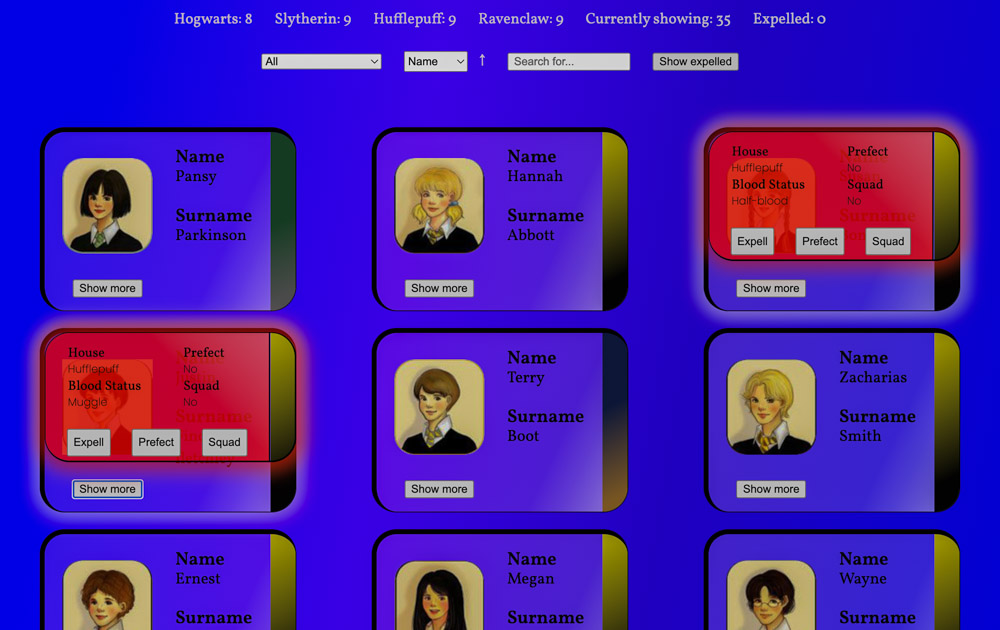 Hogwarts: 8 Slytherin: 9 Hufflepuff: 9 Ravenclaw: 9 Currently showing: 35 Expelled: 0
All Name ↑ Search for... Show expelled
Name
Pansy
Surname
Parkinson
Show more
Name
Hannah
Surname
Abbott
Show more
House Prefect
Hufflepuff No
Blood Status Squad
Half-blood No
Surname
Expell Prefect Squad
Show more
House Prefect
Hufflepuff No
Blood Status Squad
Muggle No
Surname
Expell Prefect Squad
Show more
Name
Terry
Surname
Boot
Show more
Name
Zacharias
Surname
Smith
Show more
Name
Ernest
Surname
Name
Megan
Surname
Name
Wayne
Surname